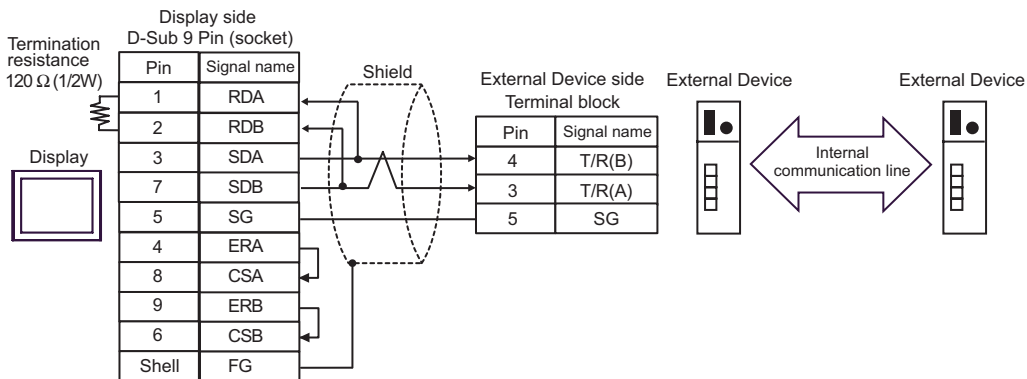 Display side
D-Sub 9 Pin (socket)
Termination
resistance
120 Ω (1/2W)
Pin Signal name
1 RDA
2 RDB
3 SDA
7 SDB
5 SG
4 ERA
8 CSA
9 ERB
6 CSB
Shell FG
Display
Shield
External Device side
Terminal block
Pin Signal name
4 T/R(B)
3 T/R(A)
5 SG
External Device
Internal
communication line
External Device